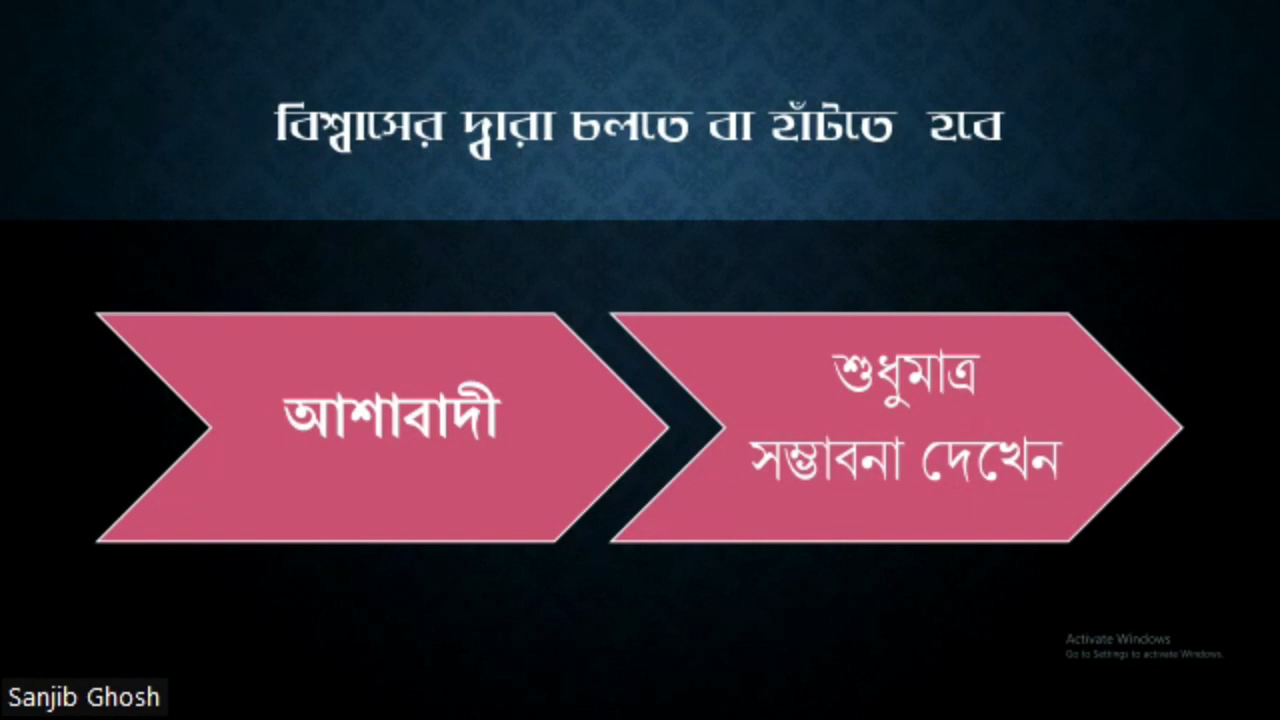 বিশ্বাসের দ্বারা চলতে বা হাঁটতে হবে
আশাবাদী
শুধুমাত্র
সম্ভাবনা দেখেন
Activate Windows
Go to Settings to activate Windows.
Sanjib Ghosh